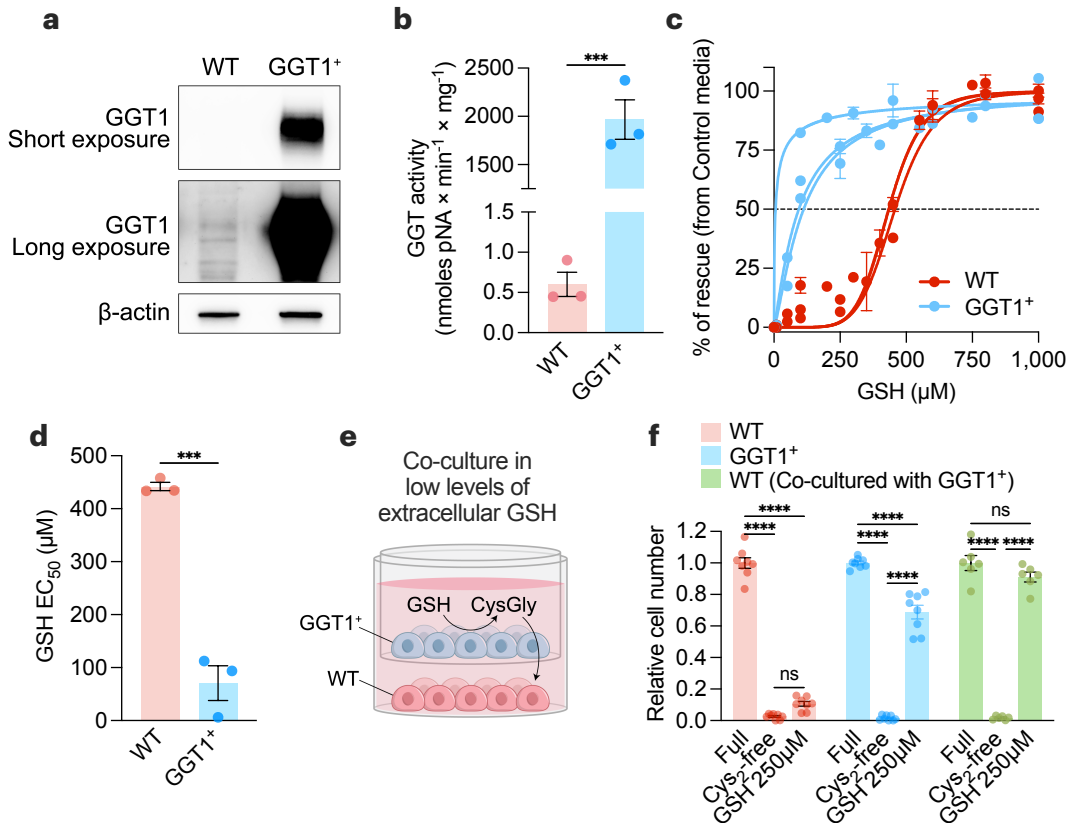 a
WT GGT1⁺
GGT1
Short exposure
GGT1
Long exposure
β-actin
b
***
GGT activity
(nmoles pNA × min⁻¹ × mg⁻¹)
2500
2000
1500
1.5
1.0
0.5
0.0
WT
GGT1⁺
c
% of rescue (from Control media)
100
75
50
25
0
WT
GGT1⁺
0 250 500 750 1,000
GSH (µM)
d
***
GSH EC₅₀ (µM)
500
400
300
200
100
0
WT
GGT1⁺
e
Co-culture in
low levels of
extracellular GSH
GSH CysGly
GGT1⁺
WT
f
WT
GGT1⁺
WT (Co-cultured with GGT1⁺)
Relative cell number
1.2
1.0
0.8
0.6
0.4
0.2
0.0
**** **** ns
**** **** **** ****
****
ns
Full
Cys₂-free
GSH 250µM
Full
Cys₂-free
GSH 250µM
Full
Cys₂-free
GSH 250µM